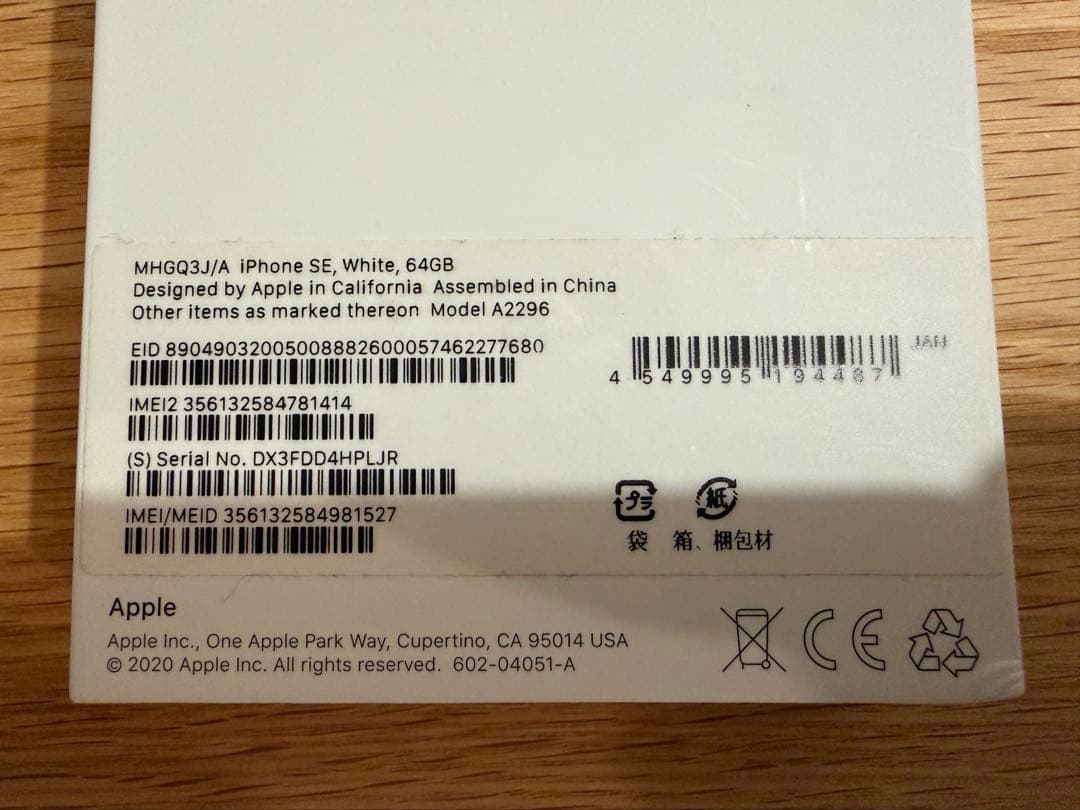 MHGQ3J/A iPhone SE, White, 64GB
Designed by Apple in California Assembled in China
Other items as marked thereon Model A2296
EID 89049032005008882600057462277680
IMEI2 356132584781414
(S) Serial No. DX3FDD4HPLJR
IMEI/MEID 356132584981527
JAN
4 549995 194467
プラ
紙
袋 箱、梱包材
Apple
Apple Inc., One Apple Park Way, Cupertino, CA 95014 USA
© 2020 Apple Inc. All rights reserved. 602-04051-A
CE